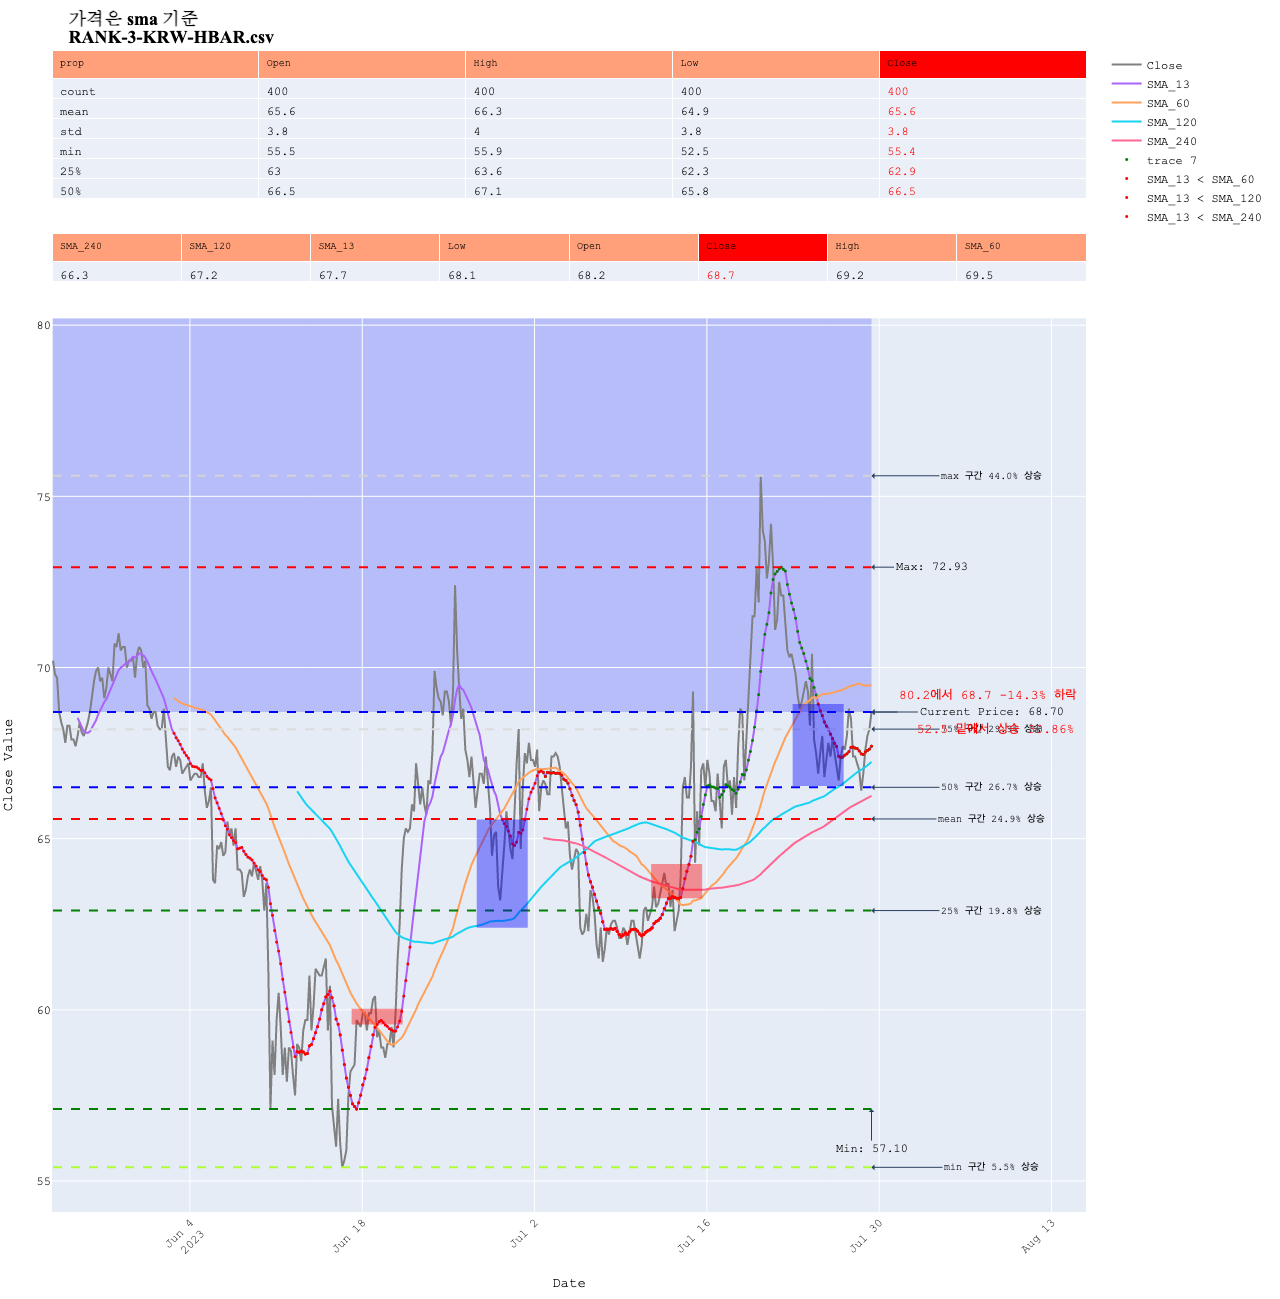 가격은 sma 기준
RANK-3-KRW-HBAR.csv
prop Open High Low Close
count 400 400 400 400
mean 65.6 66.3 64.9 65.6
std 3.8 4 3.8 3.8
min 55.5 55.9 52.5 55.4
25% 63 63.6 62.3 62.9
50% 66.5 67.1 65.8 66.5
Close
SMA_13
SMA_60
SMA_120
SMA_240
trace 7
SMA_13 < SMA_60
SMA_13 < SMA_120
SMA_13 < SMA_240
SMA_240 SMA_120 SMA_13 Low Open Close High SMA_60
66.3 67.2 67.7 68.1 68.2 68.7 69.2 69.5
80
75
70
65
60
55
Close Value
max 구간 44.0% 상승
Max: 72.93
80.2에서 68.7 -14.3% 하락
Current Price: 68.70
50% 구간 26.7% 상승
mean 구간 24.9% 상승
25% 구간 19.8% 상승
Min: 57.10
min 구간 5.5% 상승
Jun 4
2023
Jun 18
Jul 2
Jul 16
Jul 30
Aug 13
Date